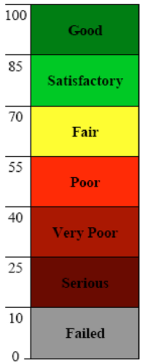 100
Good
85
Satisfactory
70
Fair
55
Poor
40
Very Poor
25
Serious
10
Failed
0